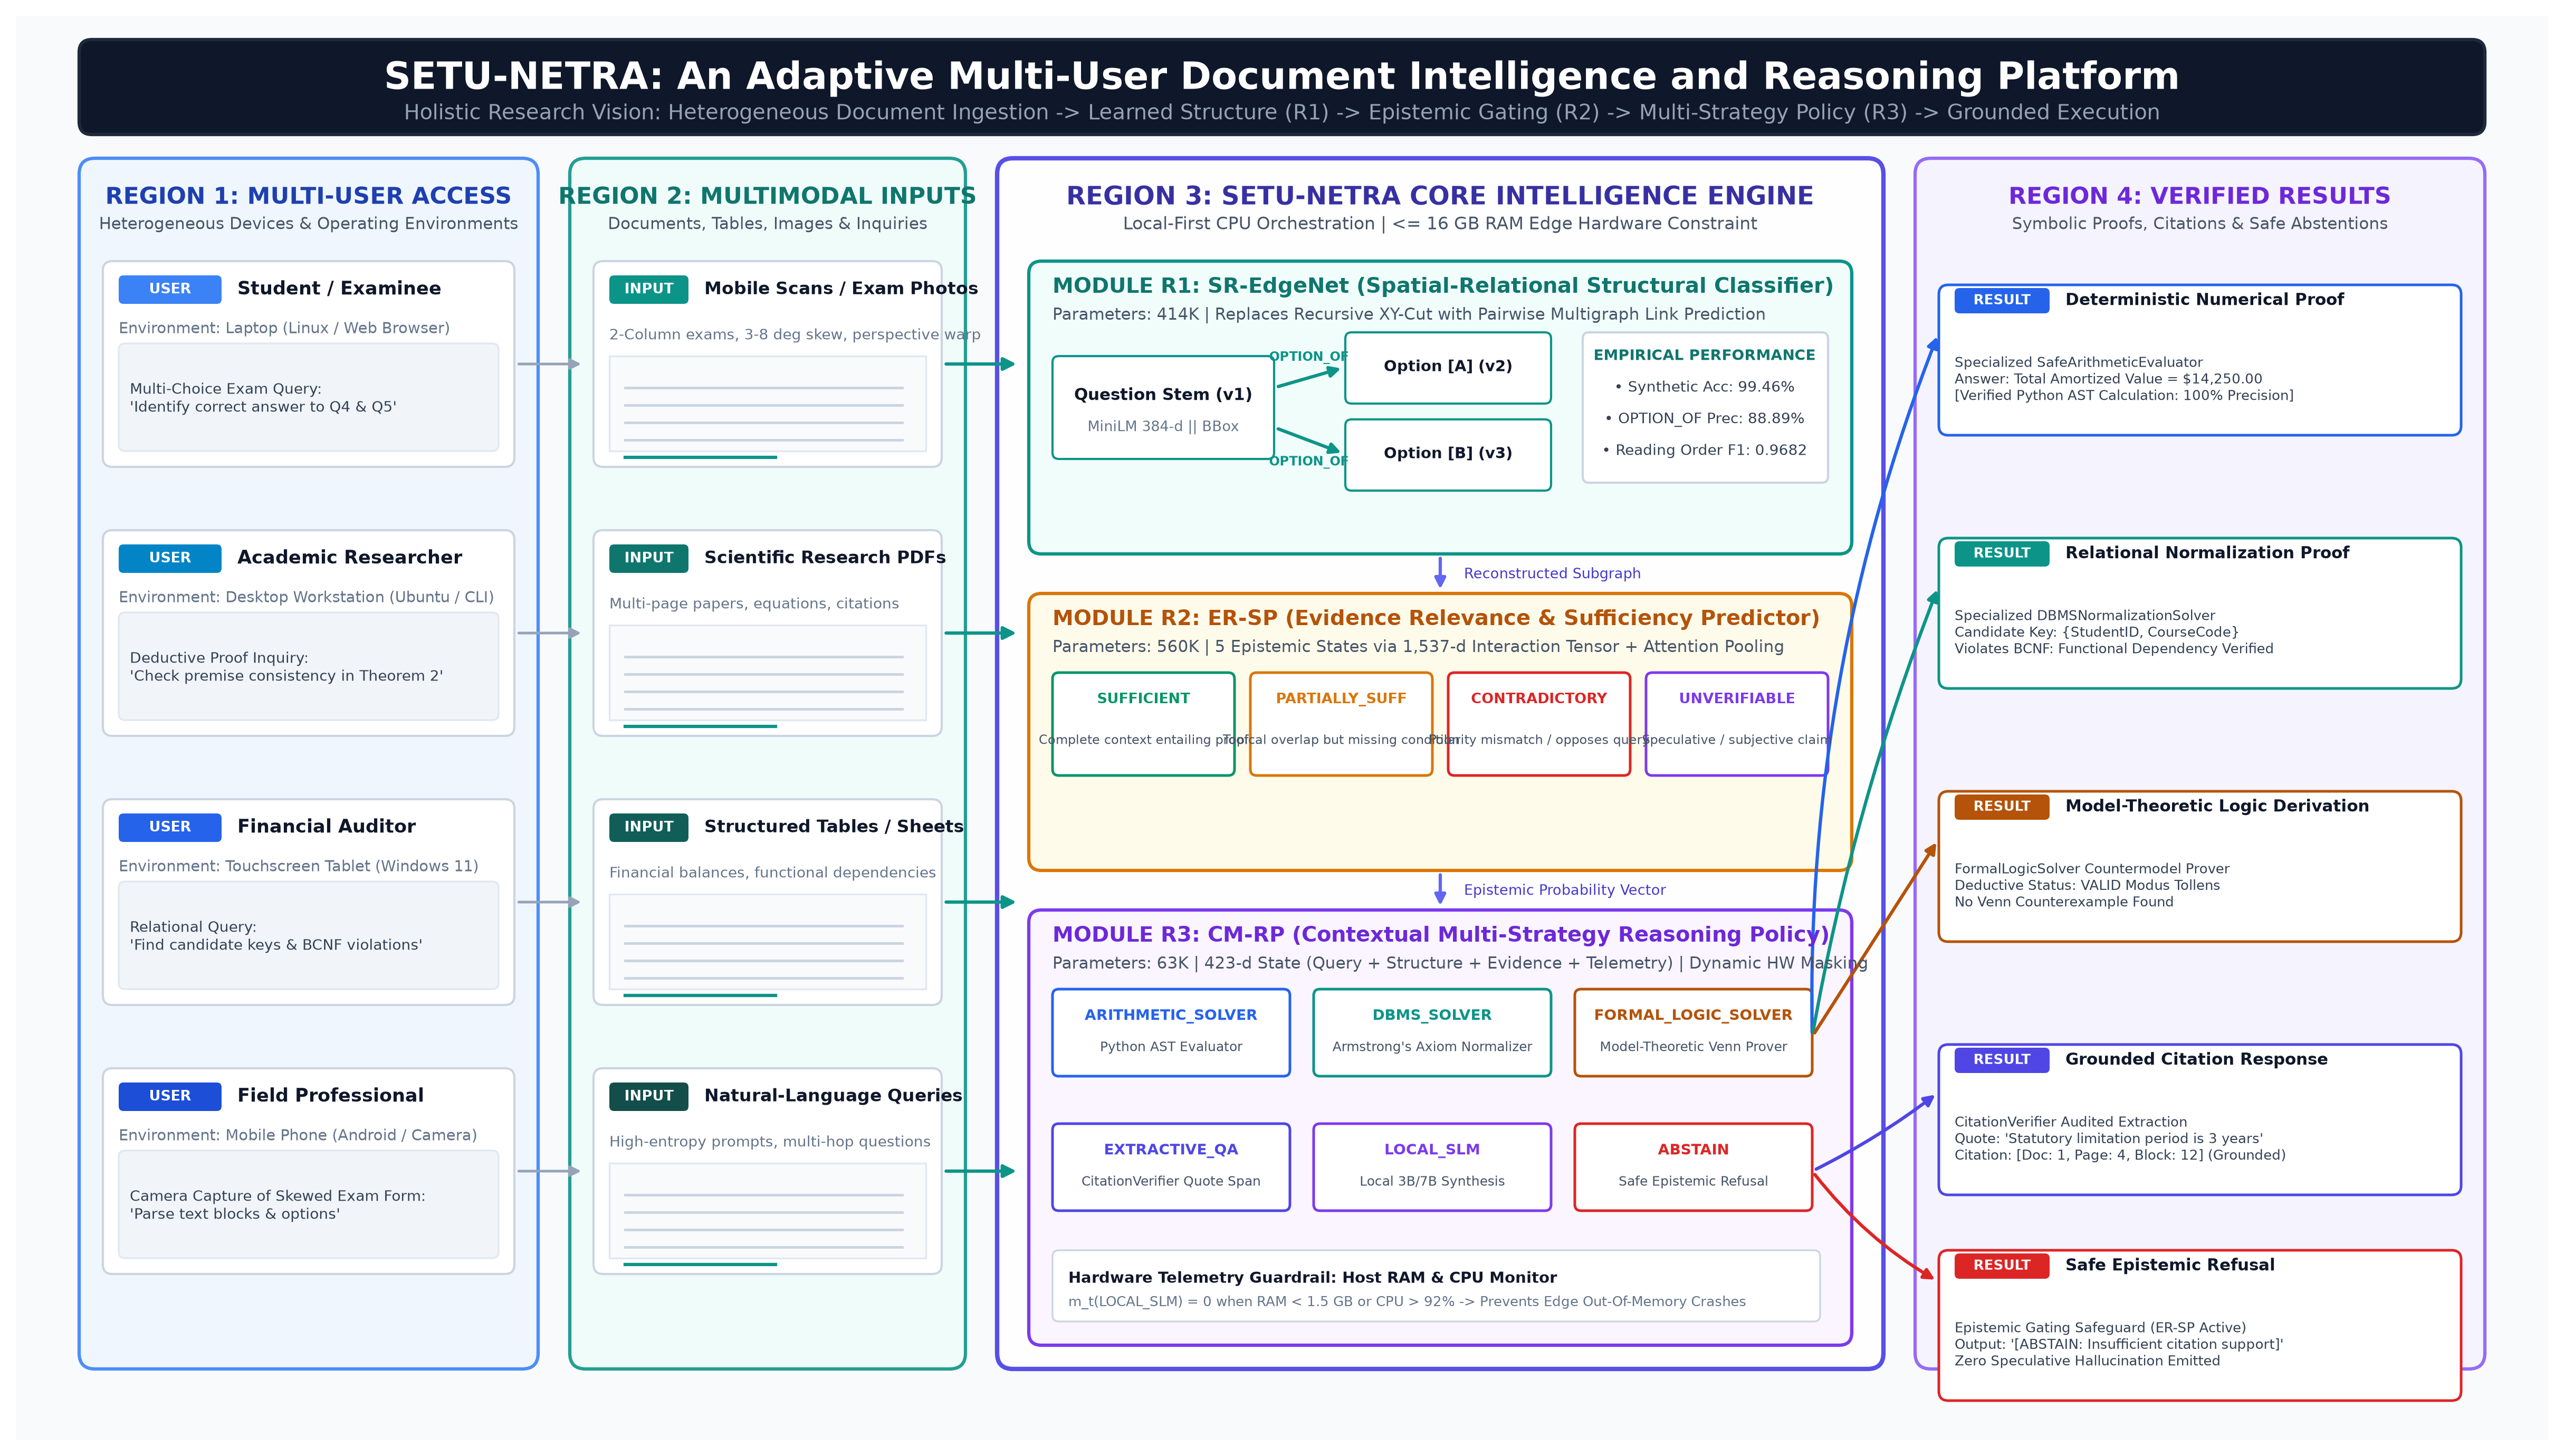 SETU-NETRA: An Adaptive Multi-User Document Intelligence and Reasoning Platform
Holistic Research Vision: Heterogeneous Document Ingestion -> Learned Structure (R1) -> Epistemic Gating (R2) -> Multi-Strategy Policy (R3) -> Grounded Execution
REGION 1: MULTI-USER ACCESS
Heterogeneous Devices & Operating Environments
USER
Student / Examinee
Environment: Laptop (Linux / Web Browser)
Multi-Choice Exam Query:
'Identify correct answer to Q4 & Q5'
USER
Academic Researcher
Environment: Desktop Workstation (Ubuntu / CLI)
Deductive Proof Inquiry:
'Check premise consistency in Theorem 2'
USER
Financial Auditor
Environment: Touchscreen Tablet (Windows 11)
Relational Query:
'Find candidate keys & BCNF violations'
USER
Field Professional
Environment: Mobile Phone (Android / Camera)
Camera Capture of Skewed Exam Form:
'Parse text blocks & options'
REGION 2: MULTIMODAL INPUTS
Documents, Tables, Images & Inquiries
INPUT
Mobile Scans / Exam Photos
2-Column exams, 3-8 deg skew, perspective warp
INPUT
Scientific Research PDFs
Multi-page papers, equations, citations
INPUT
Structured Tables / Sheets
Financial balances, functional dependencies
INPUT
Natural-Language Queries
High-entropy prompts, multi-hop questions
REGION 3: SETU-NETRA CORE INTELLIGENCE ENGINE
Local-First CPU Orchestration | <= 16 GB RAM Edge Hardware Constraint
MODULE R1: SR-EdgeNet (Spatial-Relational Structural Classifier)
Parameters: 414K | Replaces Recursive XY-Cut with Pairwise Multigraph Link Prediction
Question Stem (v1)
MiniLM 384-d || BBox
OPTION_OF
OPTION_OF
Option [A] (v2)
Option [B] (v3)
EMPIRICAL PERFORMANCE
• Synthetic Acc: 99.46%
• OPTION_OF Prec: 88.89%
• Reading Order F1: 0.9682
Reconstructed Subgraph
MODULE R2: ER-SP (Evidence Relevance & Sufficiency Predictor)
Parameters: 560K | 5 Epistemic States via 1,537-d Interaction Tensor + Attention Pooling
SUFFICIENT
Complete context entailing proof
PARTIALLY_SUFF
Topical overlap but missing condition
CONTRADICTORY
Polarity mismatch / opposes query
UNVERIFIABLE
Speculative / subjective claim
Epistemic Probability Vector
MODULE R3: CM-RP (Contextual Multi-Strategy Reasoning Policy)
Parameters: 63K | 423-d State (Query + Structure + Evidence + Telemetry) | Dynamic HW Masking
ARITHMETIC_SOLVER
Python AST Evaluator
DBMS_SOLVER
Armstrong's Axiom Normalizer
FORMAL_LOGIC_SOLVER
Model-Theoretic Venn Prover
EXTRACTIVE_QA
CitationVerifier Quote Span
LOCAL_SLM
Local 3B/7B Synthesis
ABSTAIN
Safe Epistemic Refusal
Hardware Telemetry Guardrail: Host RAM & CPU Monitor
m_t(LOCAL_SLM) = 0 when RAM < 1.5 GB or CPU > 92% -> Prevents Edge Out-Of-Memory Crashes
REGION 4: VERIFIED RESULTS
Symbolic Proofs, Citations & Safe Abstentions
RESULT
Deterministic Numerical Proof
Specialized SafeArithmeticEvaluator
Answer: Total Amortized Value = $14,250.00
[Verified Python AST Calculation: 100% Precision]
RESULT
Relational Normalization Proof
Specialized DBMSNormalizationSolver
Candidate Key: {StudentID, CourseCode}
Violates BCNF: Functional Dependency Verified
RESULT
Model-Theoretic Logic Derivation
FormalLogicSolver Countermodel Prover
Deductive Status: VALID Modus Tollens
No Venn Counterexample Found
RESULT
Grounded Citation Response
CitationVerifier Audited Extraction
Quote: 'Statutory limitation period is 3 years'
Citation: [Doc: 1, Page: 4, Block: 12] (Grounded)
RESULT
Safe Epistemic Refusal
Epistemic Gating Safeguard (ER-SP Active)
Output: '[ABSTAIN: Insufficient citation support]'
Zero Speculative Hallucination Emitted